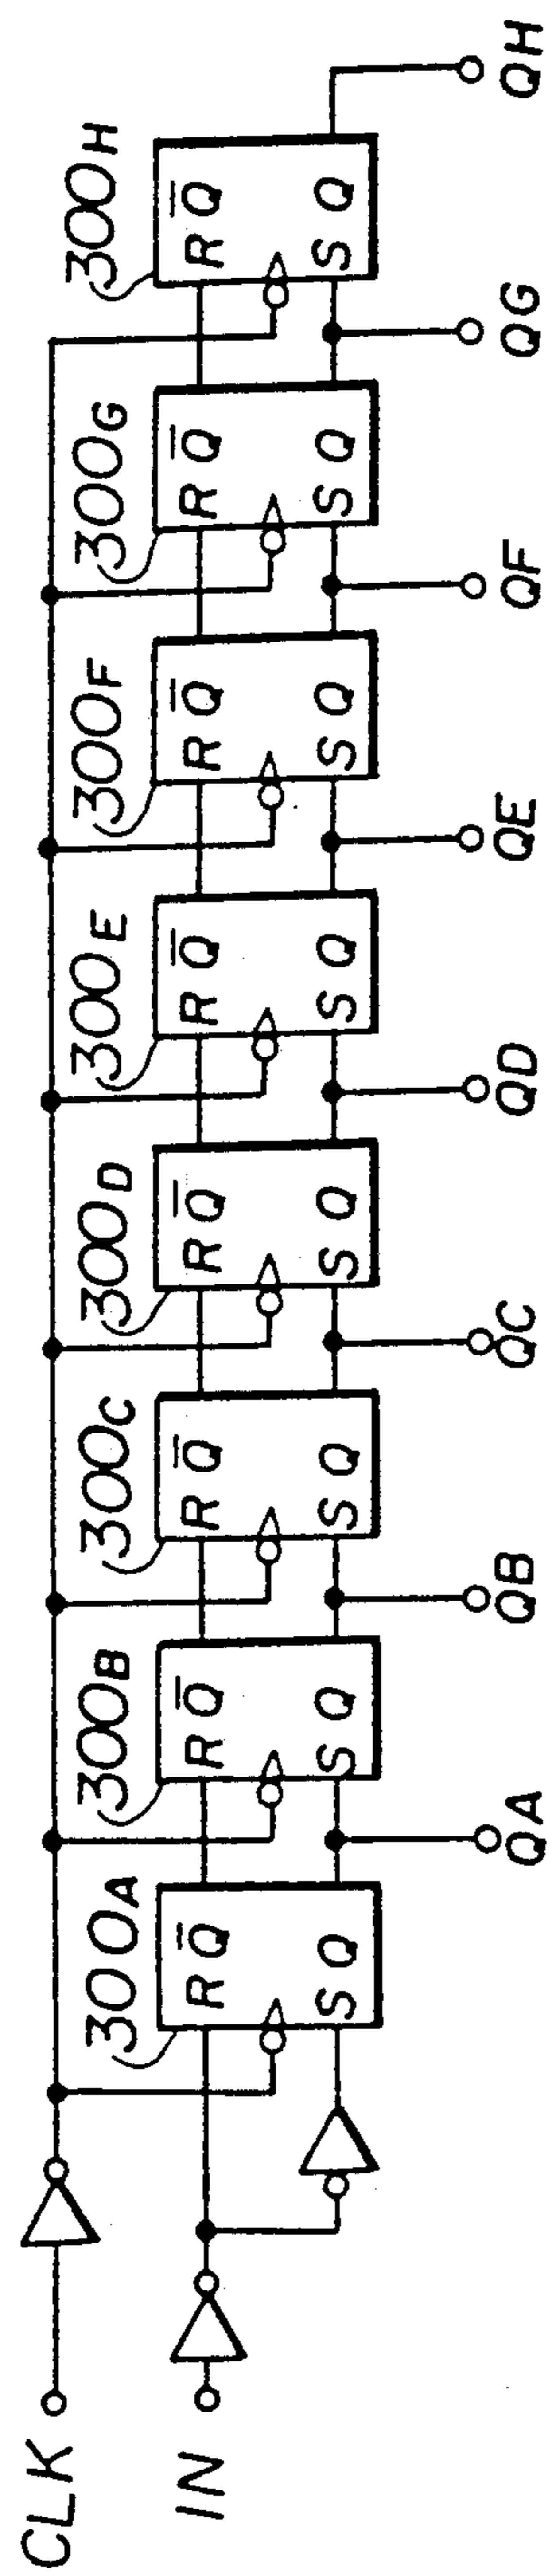 CLK
300A 300B 300C 300D 300E 300F 300G 300H
IN R Q̅ R Q̅ R Q̅ R Q̅ R Q̅ R Q̅ R Q̅ R Q̅
S Q S Q S Q S Q S Q S Q S Q S Q
QA QB QC QD QE QF QG QH